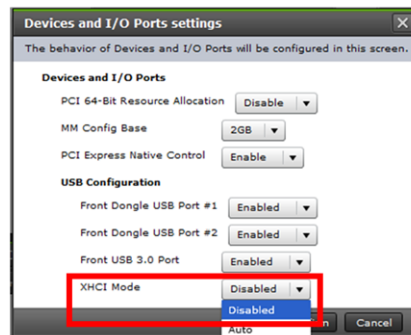 Devices and I/O Ports settings
The behavior of Devices and I/O Ports will be configured in this screen.
Devices and I/O Ports
PCI 64-Bit Resource Allocation Disable
MM Config Base 2GB
PCI Express Native Control Enable
USB Configuration
Front Dongle USB Port #1 Enabled
Front Dongle USB Port #2 Enabled
Front USB 3.0 Port Enabled
XHCI Mode Disabled
Disabled
Auto
Cancel